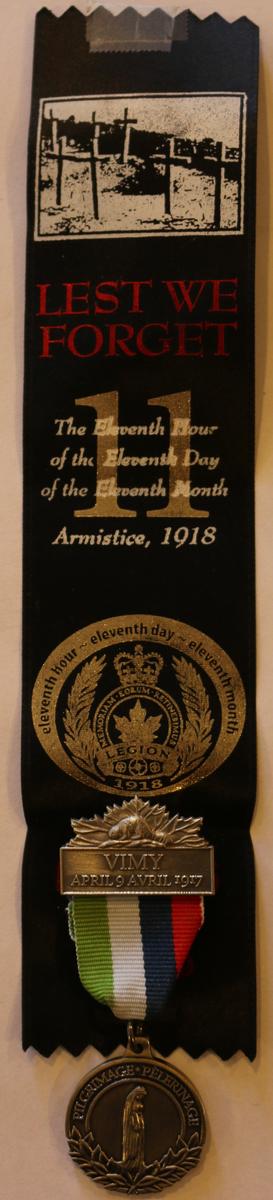 LEST WE
FORGET
11
The Eleventh Hour
of the Eleventh Day
of the Eleventh Month
Armistice, 1918
eleventh hour ~ eleventh day ~ eleventh month
MEMORIAM EORUM RETINEBIMUS
LEGION
1918
VIMY
APRIL 9 AVRIL 1917
PILGRIMAGE • PÈLERINAGE